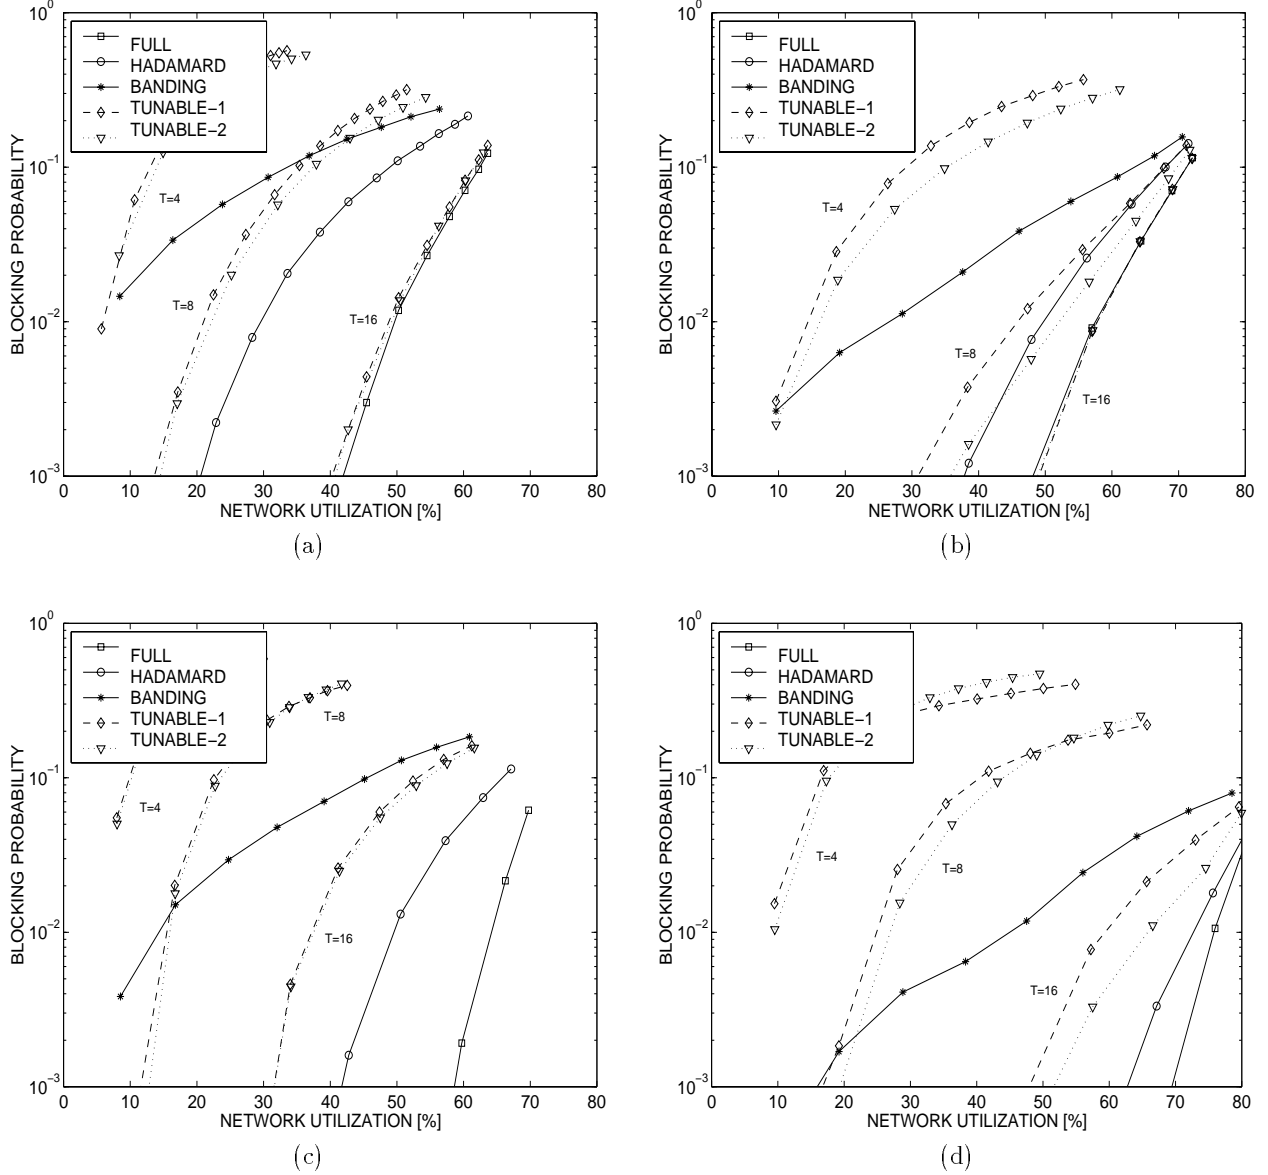 10^0
10^-1
10^-2
10^-3
BLOCKING PROBABILITY
FULL
HADAMARD
BANDING
TUNABLE-1
TUNABLE-2
T=4
T=8
T=16
0 10 20 30 40 50 60 70 80
NETWORK UTILIZATION [%]
(a)
10^0
10^-1
10^-2
10^-3
BLOCKING PROBABILITY
FULL
HADAMARD
BANDING
TUNABLE-1
TUNABLE-2
T=4
T=8
T=16
0 10 20 30 40 50 60 70 80
NETWORK UTILIZATION [%]
(b)
10^0
10^-1
10^-2
10^-3
BLOCKING PROBABILITY
FULL
HADAMARD
BANDING
TUNABLE-1
TUNABLE-2
T=8
T=4
T=16
0 10 20 30 40 50 60 70 80
NETWORK UTILIZATION [%]
(c)
10^0
10^-1
10^-2
10^-3
BLOCKING PROBABILITY
FULL
HADAMARD
BANDING
TUNABLE-1
TUNABLE-2
T=4
T=8
T=16
0 10 20 30 40 50 60 70 80
NETWORK UTILIZATION [%]
(d)